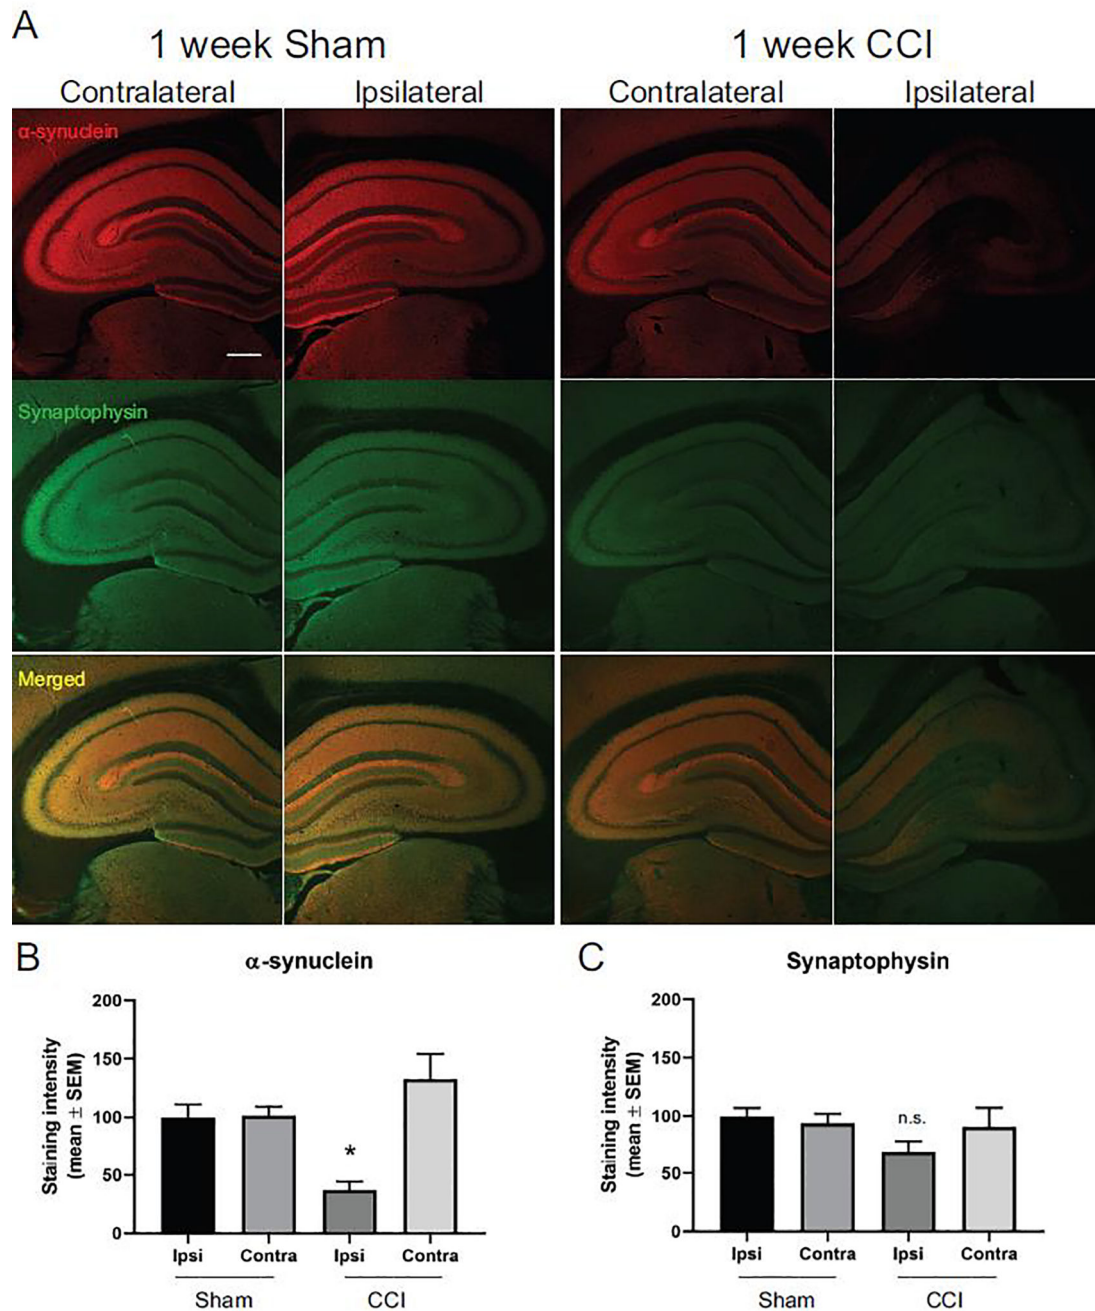 A
1 week Sham
1 week CCI
Contralateral
Ipsilateral
Contralateral
Ipsilateral
α-synuclein
Synaptophysin
Merged
B
α-synuclein
Staining intensity
(mean ± SEM)
200
150
100
50
0
*
Ipsi
Contra
Ipsi
Contra
Sham
CCI
C
Synaptophysin
Staining intensity
(mean ± SEM)
200
150
100
50
0
n.s.
Ipsi
Contra
Ipsi
Contra
Sham
CCI